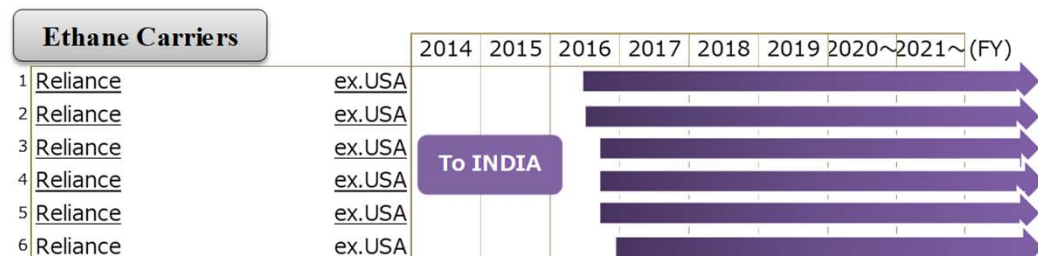 Ethane Carriers
2014 2015 2016 2017 2018 2019 2020～ 2021～ (FY)
1 Reliance ex.USA
2 Reliance ex.USA
3 Reliance ex.USA
To INDIA
4 Reliance ex.USA
5 Reliance ex.USA
6 Reliance ex.USA